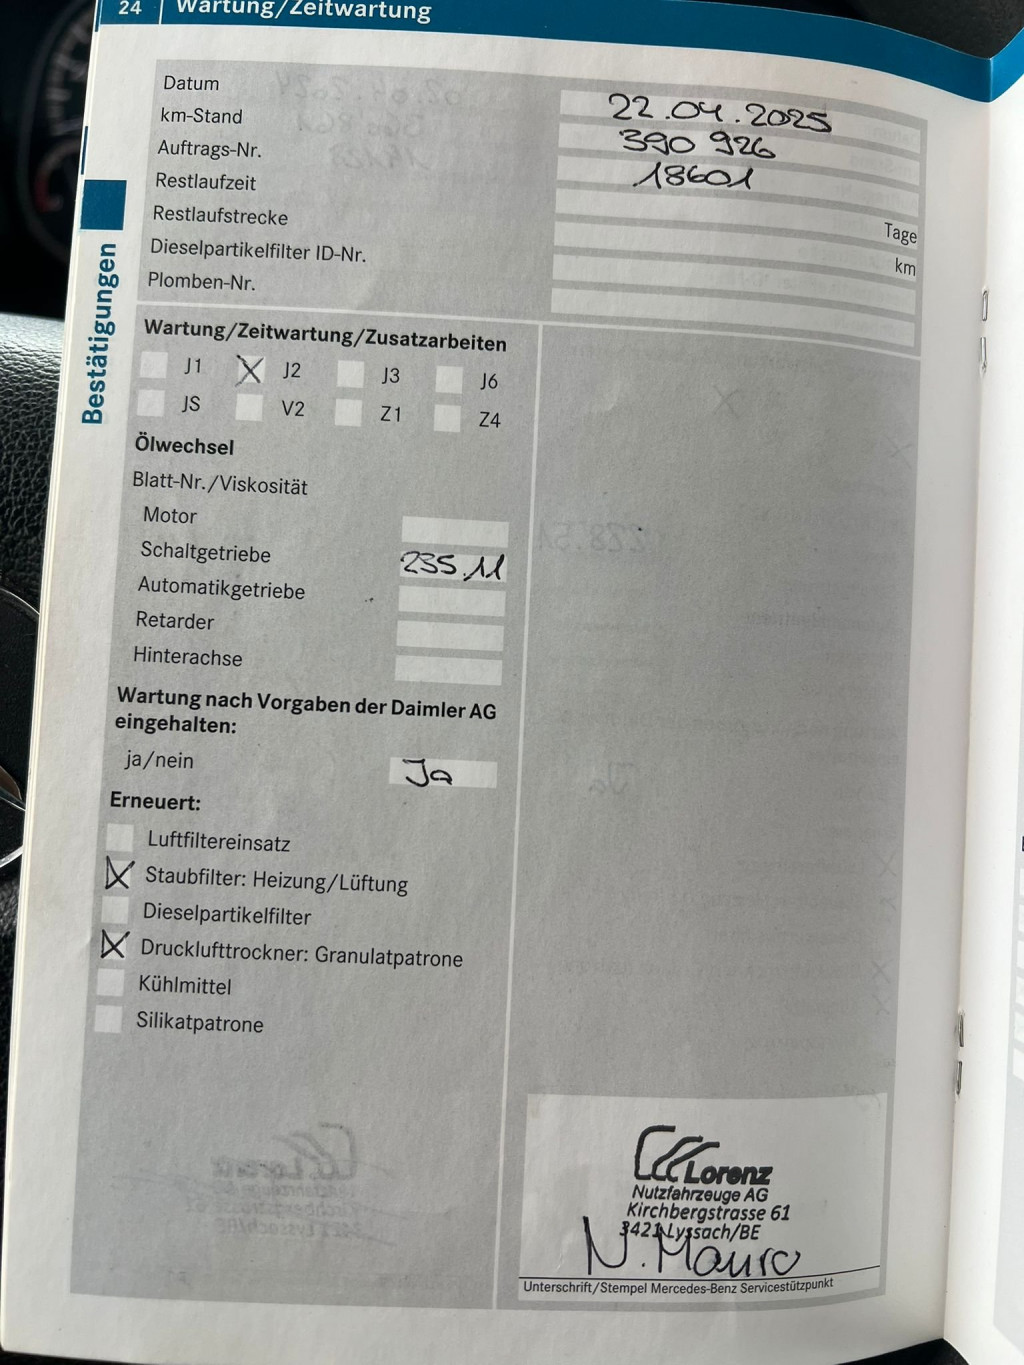 24 Wartung/Zeitwartung
Bestätigungen
Datum 22.04.2025
km-Stand 390 926
Auftrags-Nr. 18601
Restlaufzeit Tage
Restlaufstrecke km
Dieselpartikelfilter ID-Nr.
Plomben-Nr.
Wartung/Zeitwartung/Zusatzarbeiten
J1 X J2 J3 J6
JS V2 Z1 Z4
Ölwechsel
Blatt-Nr./Viskosität
Motor
Schaltgetriebe 235.11
Automatikgetriebe
Retarder
Hinterachse
Wartung nach Vorgaben der Daimler AG
eingehalten:
ja/nein Ja
Erneuert:
Luftfiltereinsatz
X Staubfilter: Heizung/Lüftung
Dieselpartikelfilter
X Drucklufttrockner: Granulatpatrone
Kühlmittel
Silikatpatrone
Lorenz
Nutzfahrzeuge AG
Kirchbergstrasse 61
3421 Lyssach/BE
N. Mauro
Unterschrift/Stempel Mercedes-Benz Servicestützpunkt